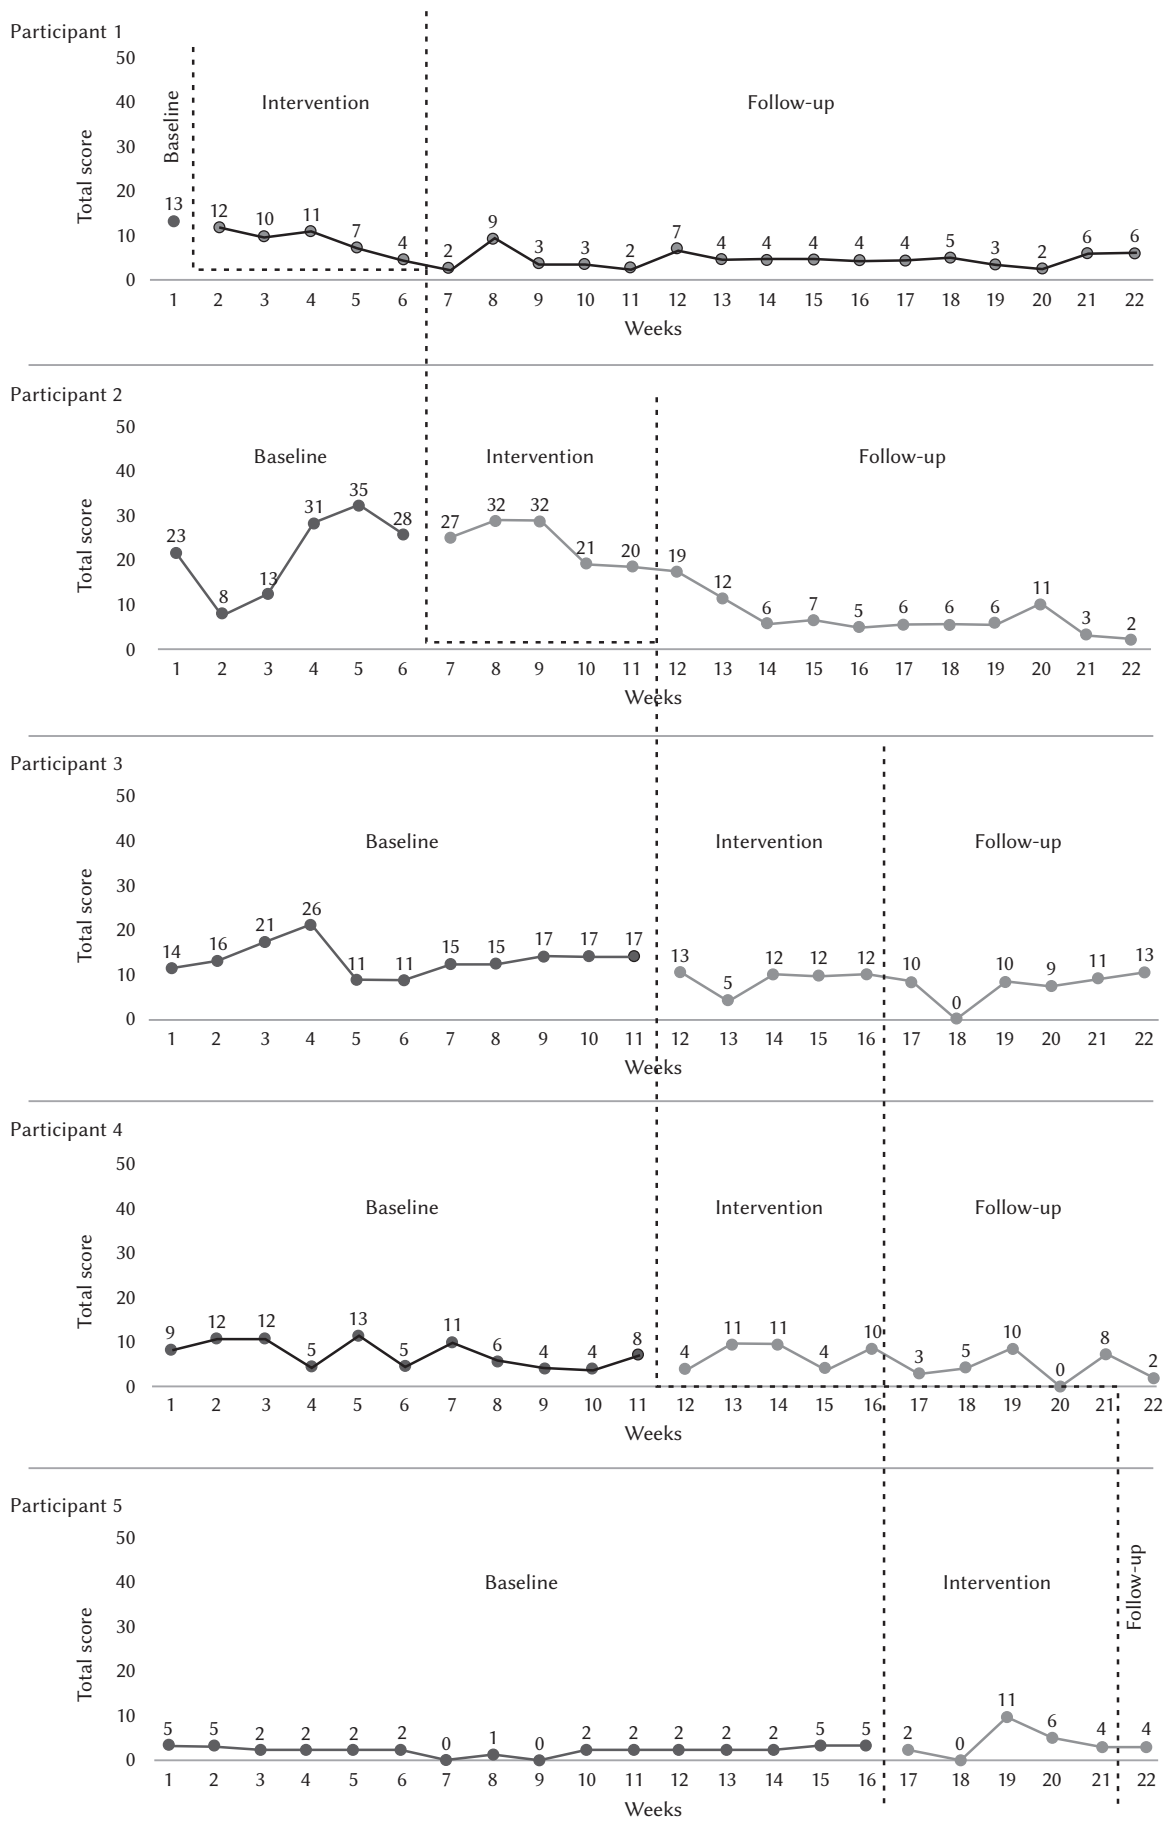 Participant 1
50
40
30
20
10
0
Total score
Baseline
Intervention
Follow-up
13 12 10 11 7 4 2 9 3 3 2 7 4 4 4 4 4 5 3 2 6 6
1 2 3 4 5 6 7 8 9 10 11 12 13 14 15 16 17 18 19 20 21 22
Weeks
Participant 2
50
40
30
20
10
0
Total score
Baseline
Intervention
Follow-up
23 8 13 31 35 28 27 32 32 21 20 19 12 6 7 5 6 6 6 11 3 2
1 2 3 4 5 6 7 8 9 10 11 12 13 14 15 16 17 18 19 20 21 22
Weeks
Participant 3
50
40
30
20
10
0
Total score
Baseline
Intervention
Follow-up
14 16 21 26 11 11 15 15 17 17 17 13 5 12 12 12 10 0 10 9 11 13
1 2 3 4 5 6 7 8 9 10 11 12 13 14 15 16 17 18 19 20 21 22
Weeks
Participant 4
50
40
30
20
10
0
Total score
Baseline
Intervention
Follow-up
9 12 12 5 13 5 11 6 4 4 8 4 11 11 4 10 3 5 10 0 8 2
1 2 3 4 5 6 7 8 9 10 11 12 13 14 15 16 17 18 19 20 21 22
Weeks
Participant 5
50
40
30
20
10
0
Total score
Baseline
Intervention
Follow-up
5 5 2 2 2 2 0 1 0 2 2 2 2 2 5 5 2 0 11 6 4 4
1 2 3 4 5 6 7 8 9 10 11 12 13 14 15 16 17 18 19 20 21 22
Weeks